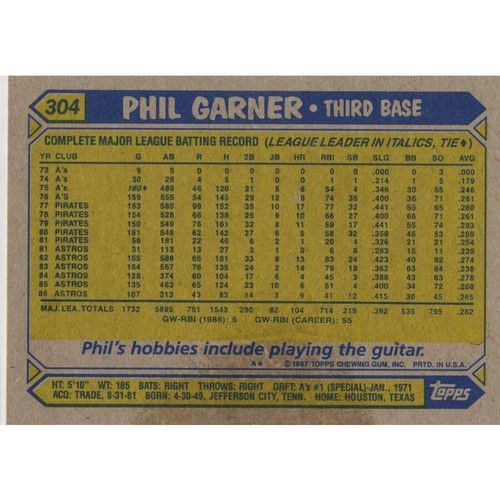 304 PHIL GARNER • THIRD BASE
COMPLETE MAJOR LEAGUE BATTING RECORD (LEAGUE LEADER IN ITALICS, TIE♦)
YR CLUB G AB R H 2B 3B HR RBI SB SLG BB SO AVG
73 A's 9 5 0 0 0 0 0 0 0 .000 0 3 .000
74 A's 30 28 4 5 1 0 0 1 1 .214 1 5 .179
75 A's 160♦ 488 46 120 21 5 6 54 4 .346 30 65 .246
76 A's 159 555 54 145 29 12 8 74 35 .400 36 71 .261
77 PIRATES 153 585 99 152 35 10 17 77 32 .441 55 65 .260
78 PIRATES 154 528 66 138 25 9 10 66 27 .400 66 71 .261
79 PIRATES 150 549 76 161 32 8 11 59 17 .441 55 74 .293
80 PIRATES 151 548 62 142 27 6 5 58 32 .358 46 53 .259
81 PIRATES 56 181 22 46 6 2 1 20 4 .326 21 21 .254
81 ASTROS 31 113 13 27 3 1 0 6 6 .283 15 11 .239
82 ASTROS 155 588 65 161 33 8 13 83 24 .423 40 92 .274
83 ASTROS 154 567 76 135 24 2 14 79 18 .362 63 84 .238
84 ASTROS 128 374 60 104 17 6 4 45 3 .388 43 63 .278
85 ASTROS 135 463 65 124 23 10 6 51 4 .400 34 72 .268
86 ASTROS 107 313 43 83 14 3 9 41 12 .415 30 45 .265
MAJ. LEA. TOTALS 1732 5885 751 1543 290 82 104 714 219 .392 535 795 .262
GW-RBI (1986): 5 GW-RBI (CAREER): 55
Phil's hobbies include playing the guitar.
A★ ©1987 TOPPS CHEWING GUM, INC. PRTD. IN U.S.A.
HT: 5'10" WT: 185 BATS: RIGHT THROWS: RIGHT DRFT: A's #1 (SPECIAL)-JAN., 1971
ACQ: TRADE, 8-31-81 BORN: 4-30-49, JEFFERSON CITY, TENN. HOME: HOUSTON, TEXAS
topps